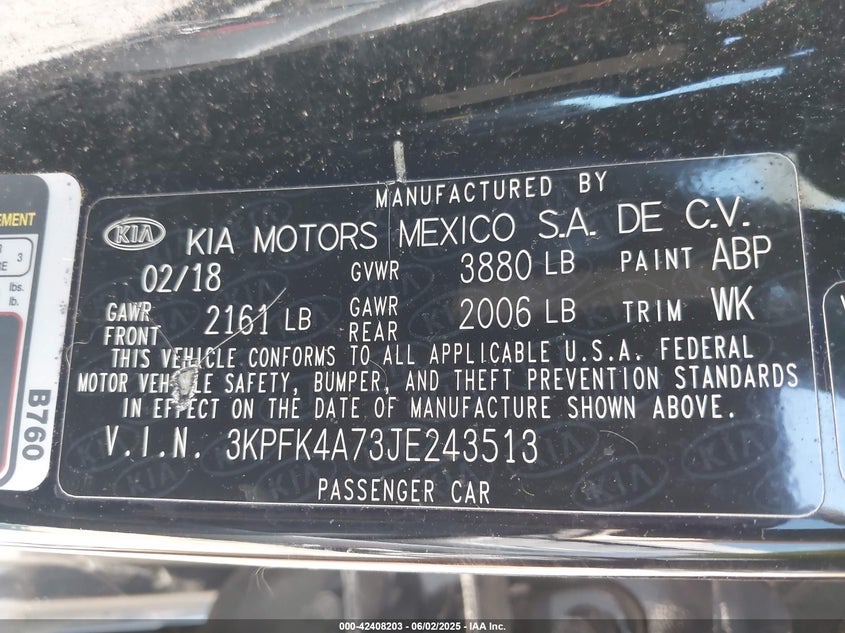 MANUFACTURED BY
KIA KIA MOTORS MEXICO S.A. DE C.V.
02/18 GVWR 3880 LB PAINT ABP
GAWR FRONT 2161 LB GAWR REAR 2006 LB TRIM WK
THIS VEHICLE CONFORMS TO ALL APPLICABLE U.S.A. FEDERAL
MOTOR VEHICLE SAFETY, BUMPER, AND THEFT PREVENTION STANDARDS
IN EFFECT ON THE DATE OF MANUFACTURE SHOWN ABOVE.
V.I.N. 3KPFK4A73JE243513
PASSENGER CAR
3
lbs.
lb.
B760
000-42408203 | 06/02/2025 - IAA Inc.